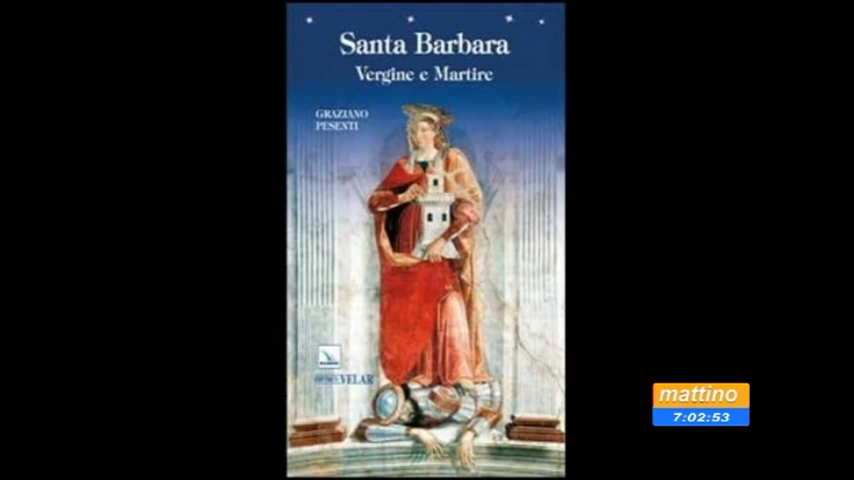 Santa Barbara
Vergine e Martire
GRAZIANO
PESENTI
VELAR
mattino
7:02:53